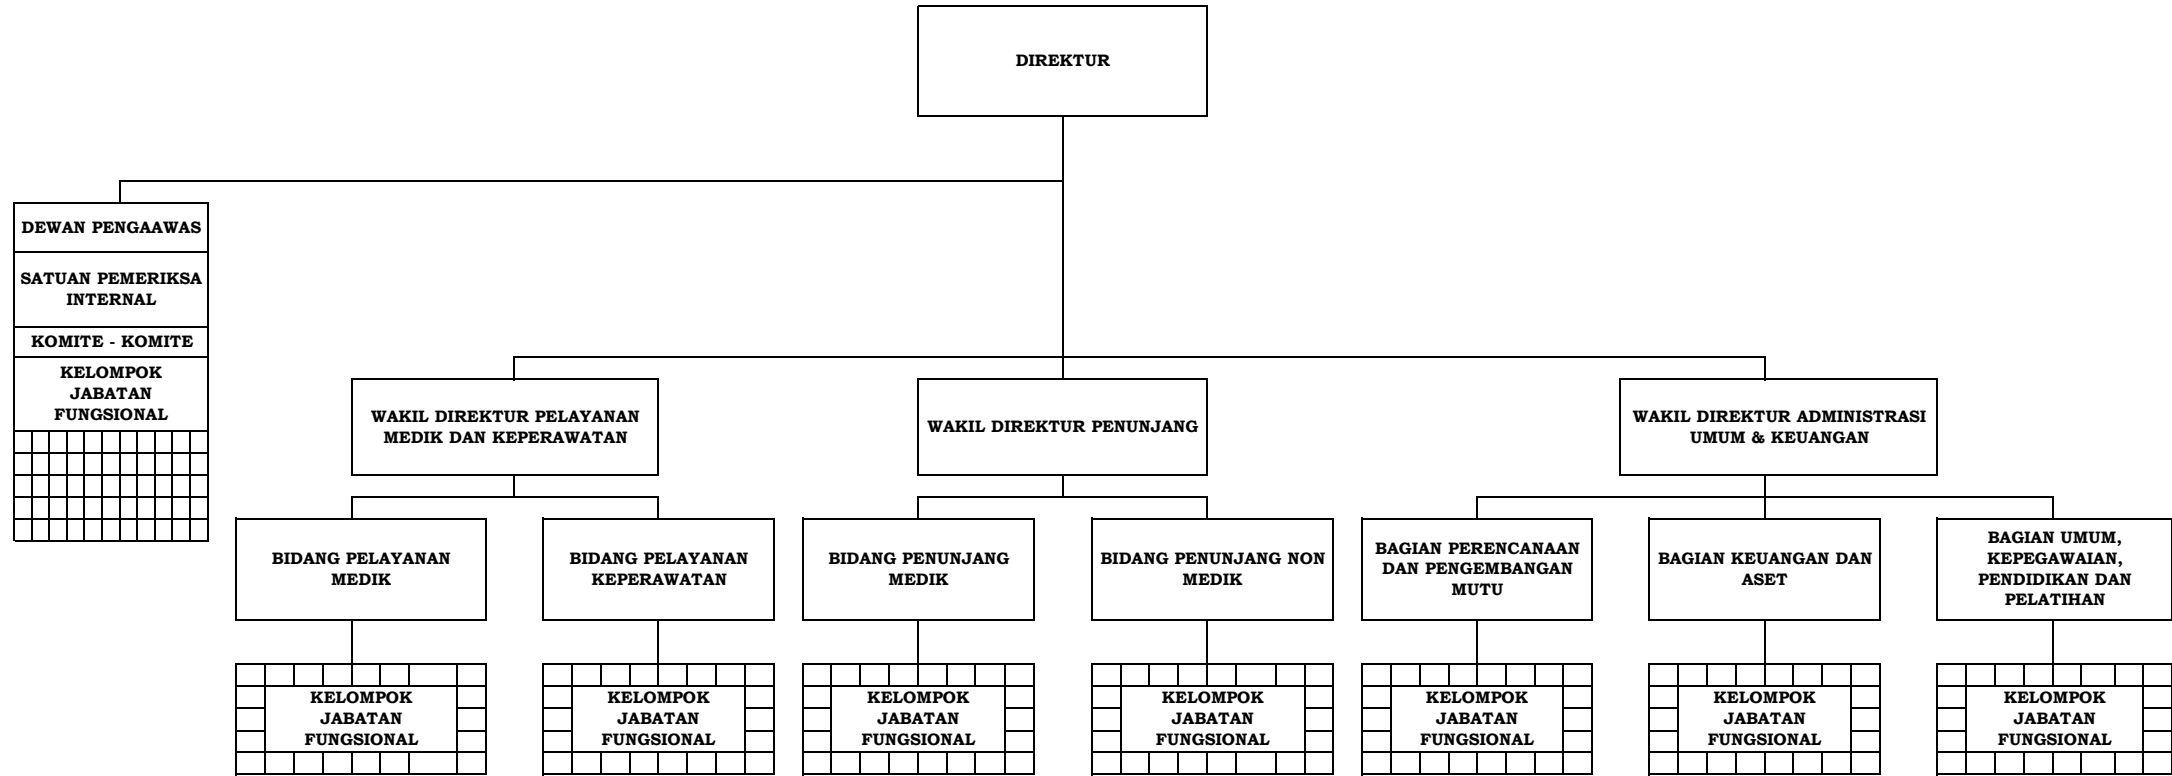 DIREKTUR
DEWAN PENGAAWAS
SATUAN PEMERIKSA
INTERNAL
KOMITE - KOMITE
KELOMPOK
JABATAN
FUNGSIONAL
WAKIL DIREKTUR PELAYANAN
MEDIK DAN KEPERAWATAN
WAKIL DIREKTUR PENUNJANG
WAKIL DIREKTUR ADMINISTRASI
UMUM & KEUANGAN
BIDANG PELAYANAN
MEDIK
BIDANG PELAYANAN
KEPERAWATAN
BIDANG PENUNJANG
MEDIK
BIDANG PENUNJANG NON
MEDIK
BAGIAN PERENCANAAN
DAN PENGEMBANGAN
MUTU
BAGIAN KEUANGAN DAN
ASET
BAGIAN UMUM,
KEPEGAWAIAN,
PENDIDIKAN DAN
PELATIHAN
KELOMPOK
JABATAN
FUNGSIONAL
KELOMPOK
JABATAN
FUNGSIONAL
KELOMPOK
JABATAN
FUNGSIONAL
KELOMPOK
JABATAN
FUNGSIONAL
KELOMPOK
JABATAN
FUNGSIONAL
KELOMPOK
JABATAN
FUNGSIONAL
KELOMPOK
JABATAN
FUNGSIONAL